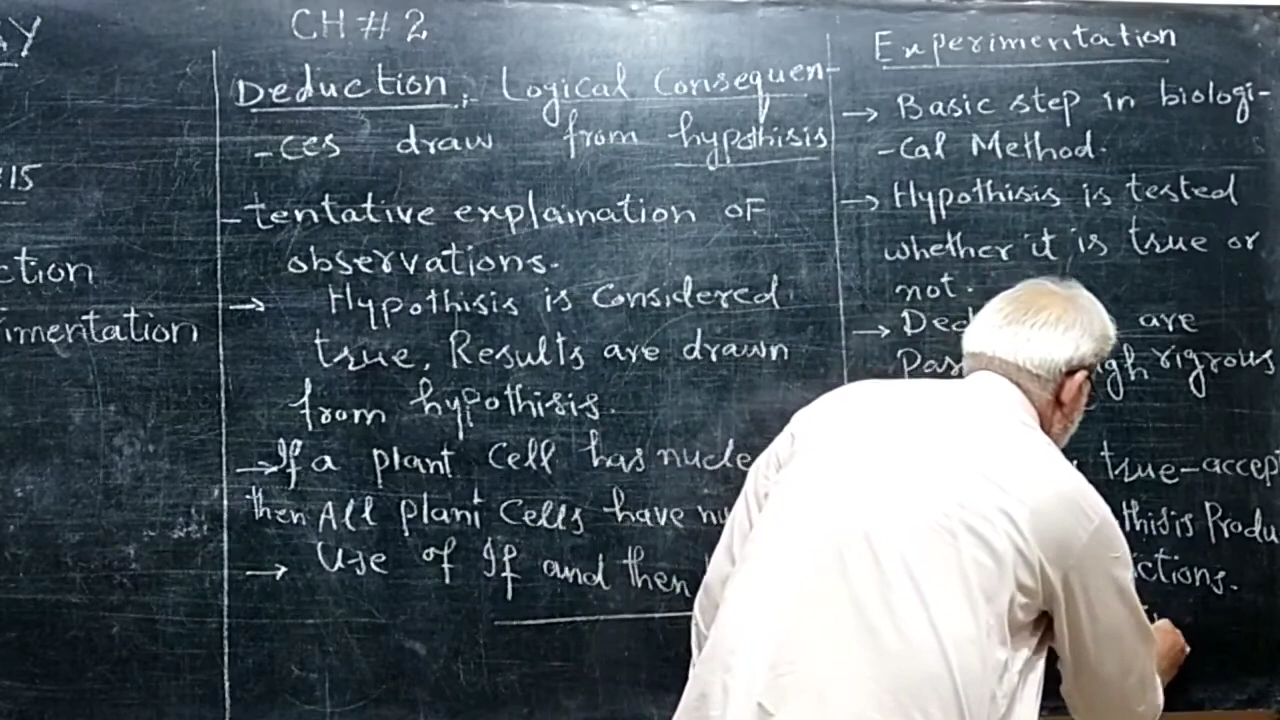 CH # 2
:15
ction
imentation
Deduction:- Logical Consequen-
-ces draw from hypothisis
-tentative explaination of
observations.
→ Hypothisis is Considered
true. Results are drawn
from hypothisis.
→ If a plant Cell has nucle
then All plant Cells have nu
→ Use of If and then
Experimentation
→ Basic step in biologi-
-Cal Method.
→ Hypothisis is tested
whether it is true or
not.
→ Ded are
Pas gh rigrous
true-accep
thisis Produ
ictions.